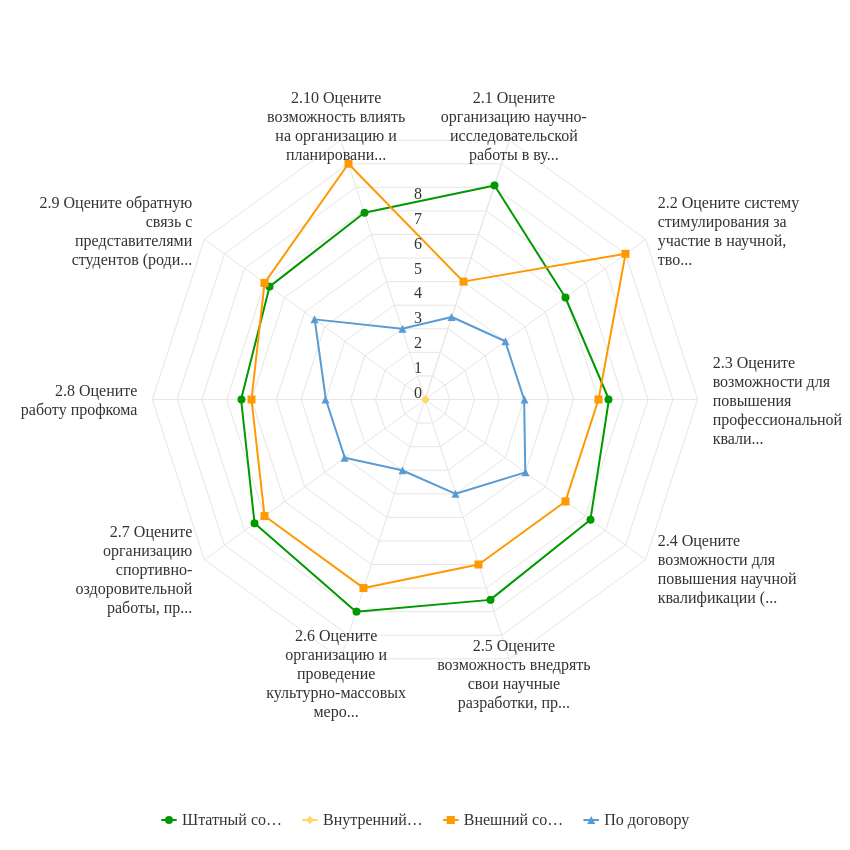 2.10 Оцените
возможность влиять
на организацию и
планировани...
2.1 Оцените
организацию научно-
исследовательской
работы в ву...
2.9 Оцените обратную
связь с
представителями
студентов (роди...
2.2 Оцените систему
стимулирования за
участие в научной,
тво...
8
7
6
5
4
3
2
1
0
2.8 Оцените
работу профкома
2.3 Оцените
возможности для
повышения
профессиональной
квали...
2.7 Оцените
организацию
спортивно-
оздоровительной
работы, пр...
2.4 Оцените
возможности для
повышения научной
квалификации (...
2.6 Оцените
организацию и
проведение
культурно-массовых
меро...
2.5 Оцените
возможность внедрять
свои научные
разработки, пр...
Штатный со... Внутренний... Внешний со... По договору